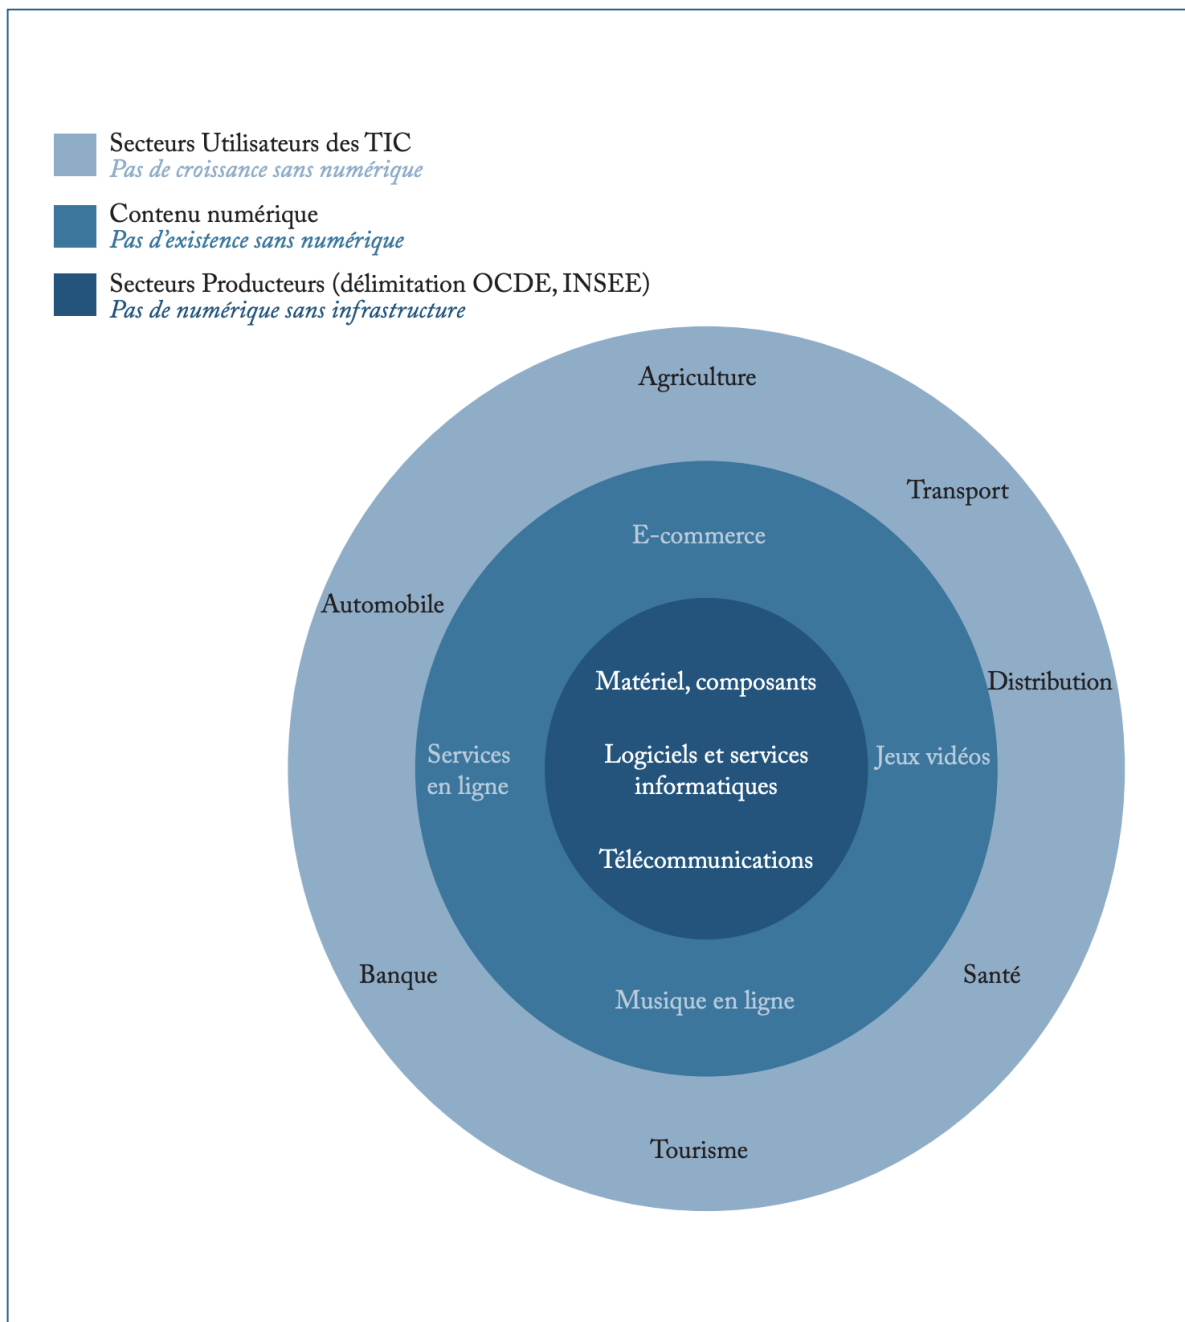 Secteurs Utilisateurs des TIC
Pas de croissance sans numérique
Contenu numérique
Pas d'existence sans numérique
Secteurs Producteurs (délimitation OCDE, INSEE)
Pas de numérique sans infrastructure
Agriculture
Transport
E-commerce
Automobile
Matériel, composants
Distribution
Services
en ligne
Logiciels et services
informatiques
Jeux vidéos
Télécommunications
Banque
Santé
Musique en ligne
Tourisme